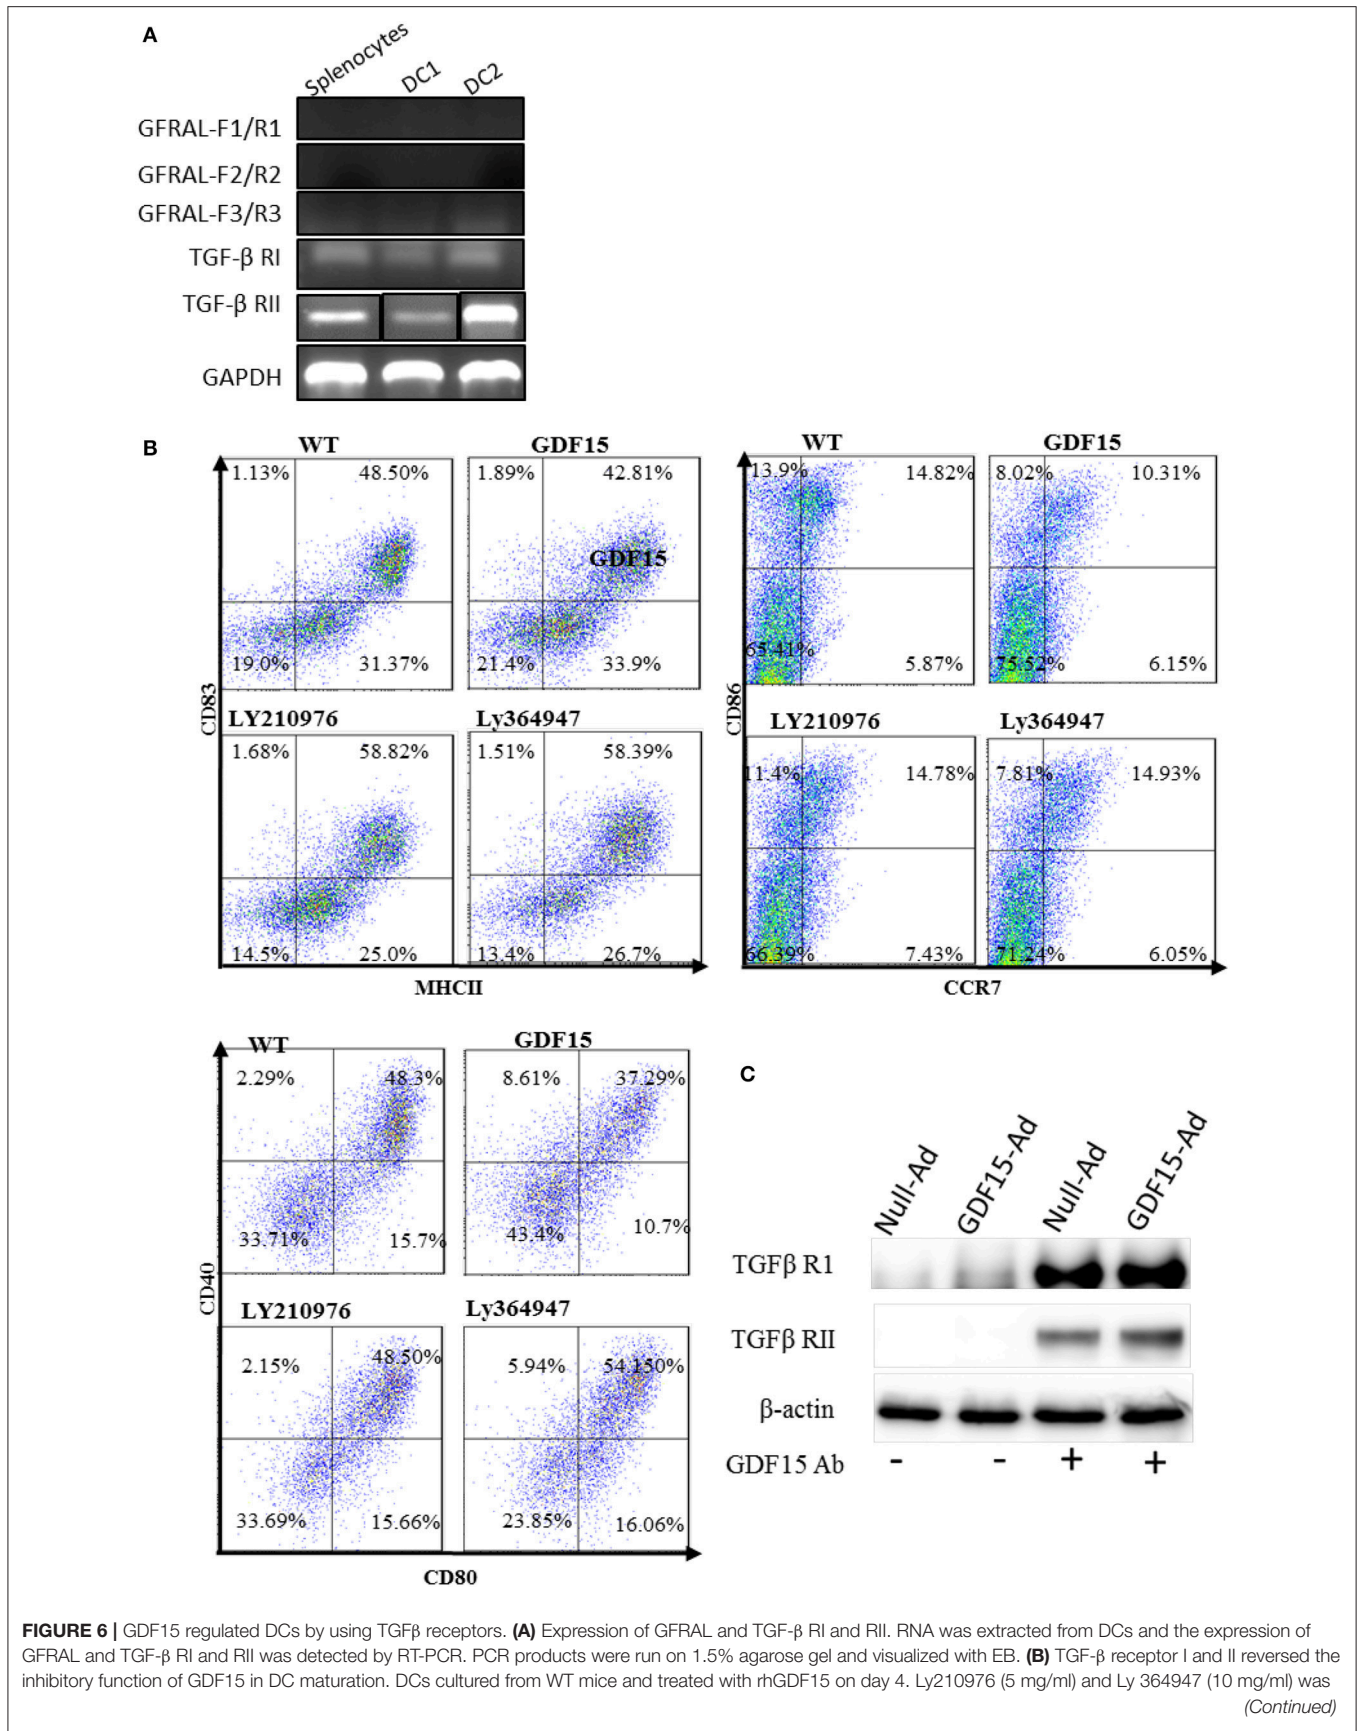 A
Splenocytes DC1 DC2
GFRAL-F1/R1
GFRAL-F2/R2
GFRAL-F3/R3
TGF-β RI
TGF-β RII
GAPDH
B
WT GDF15
1.13% 48.50% 1.89% 42.81%
GDF15
19.0% 31.37% 21.4% 33.9%
CD83
LY210976 Ly364947
1.68% 58.82% 1.51% 58.39%
14.5% 25.0% 13.4% 26.7%
MHCII
WT GDF15
13.9% 14.82% 8.02% 10.31%
65.41% 5.87% 75.52% 6.15%
CD86
LY210976 Ly364947
11.4% 14.78% 7.81% 14.93%
66.39% 7.43% 71.24% 6.05%
CCR7
WT GDF15
2.29% 48.3% 8.61% 37.29%
33.71% 15.7% 43.4% 10.7%
CD40
LY210976 Ly364947
2.15% 48.50% 5.94% 54.150%
33.69% 15.66% 23.85% 16.06%
CD80
C
Null-Ad GDF15-Ad Null-Ad GDF15-Ad
TGFβ R1
TGFβ RII
β-actin
GDF15 Ab - - + +
FIGURE 6 | GDF15 regulated DCs by using TGFβ receptors. (A) Expression of GFRAL and TGF-β RI and RII. RNA was extracted from DCs and the expression of
GFRAL and TGF-β RI and RII was detected by RT-PCR. PCR products were run on 1.5% agarose gel and visualized with EB. (B) TGF-β receptor I and II reversed the
inhibitory function of GDF15 in DC maturation. DCs cultured from WT mice and treated with rhGDF15 on day 4. Ly210976 (5 mg/ml) and Ly 364947 (10 mg/ml) was
(Continued)